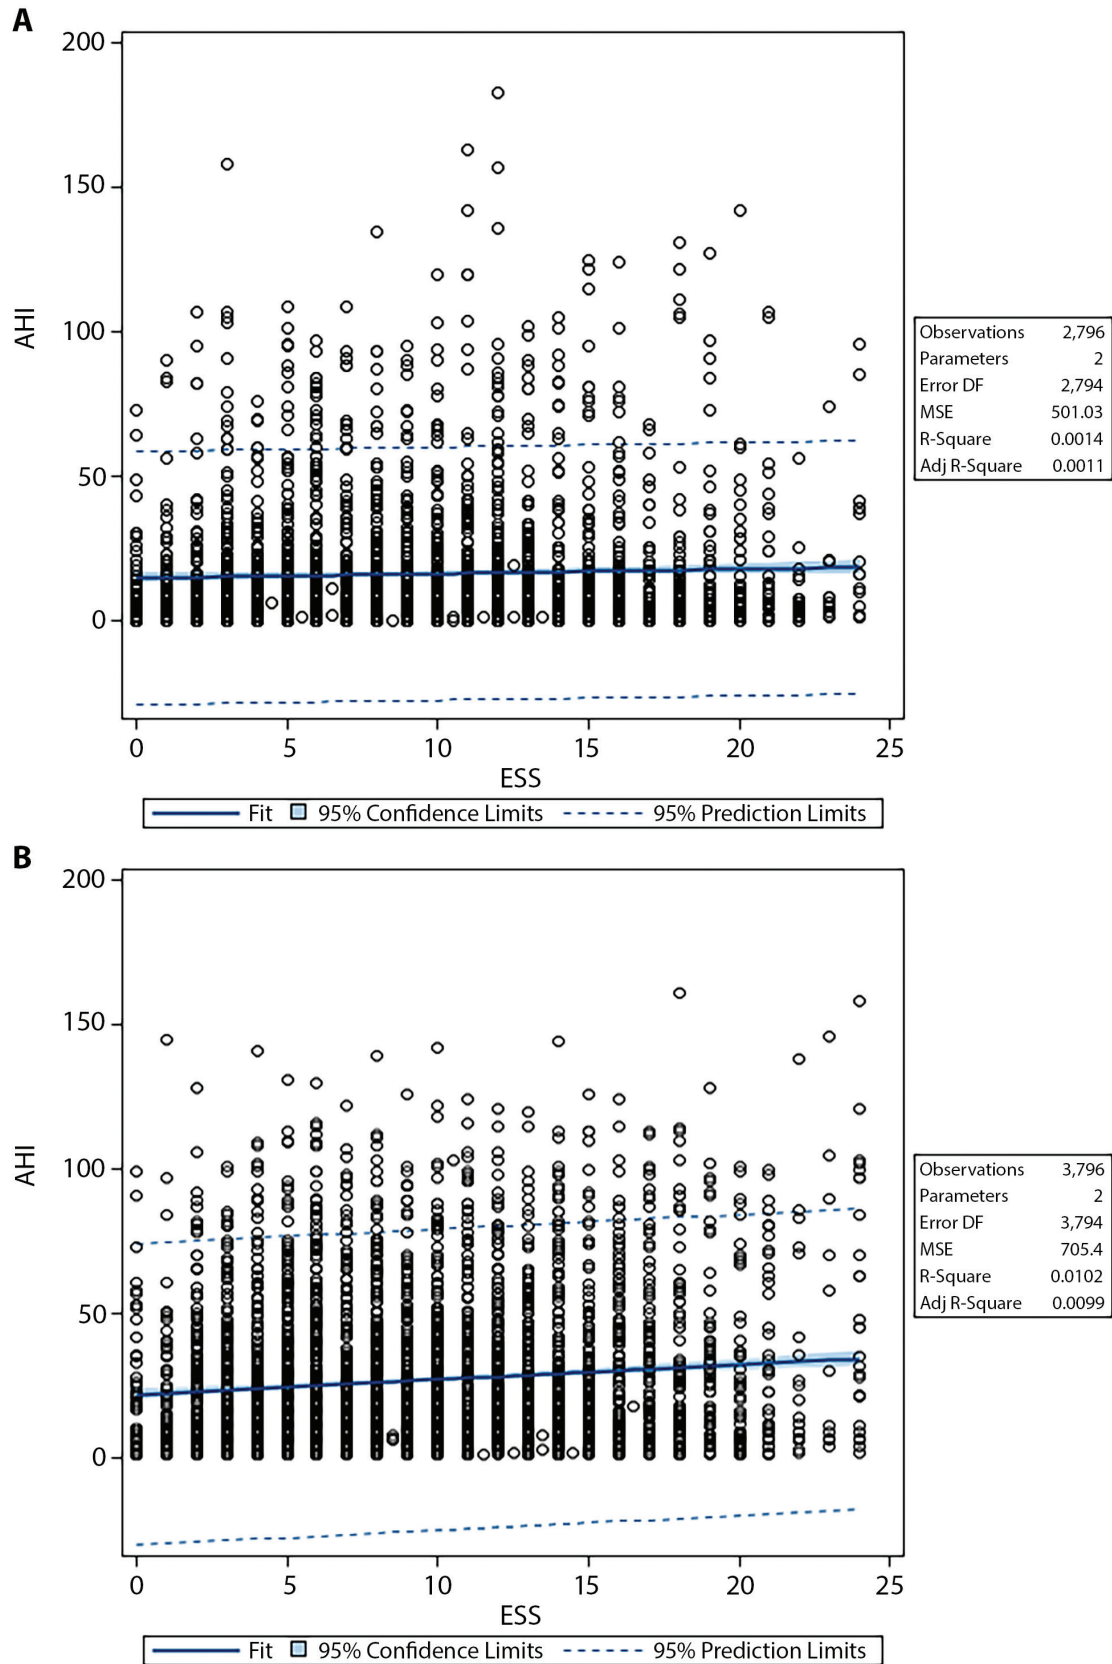 A
200
150
100
50
0
AHI
0 5 10 15 20 25
ESS
Fit 95% Confidence Limits 95% Prediction Limits
Observations 2,796
Parameters 2
Error DF 2,794
MSE 501.03
R-Square 0.0014
Adj R-Square 0.0011
B
200
150
100
50
0
AHI
0 5 10 15 20 25
ESS
Fit 95% Confidence Limits 95% Prediction Limits
Observations 3,796
Parameters 2
Error DF 3,794
MSE 705.4
R-Square 0.0102
Adj R-Square 0.0099